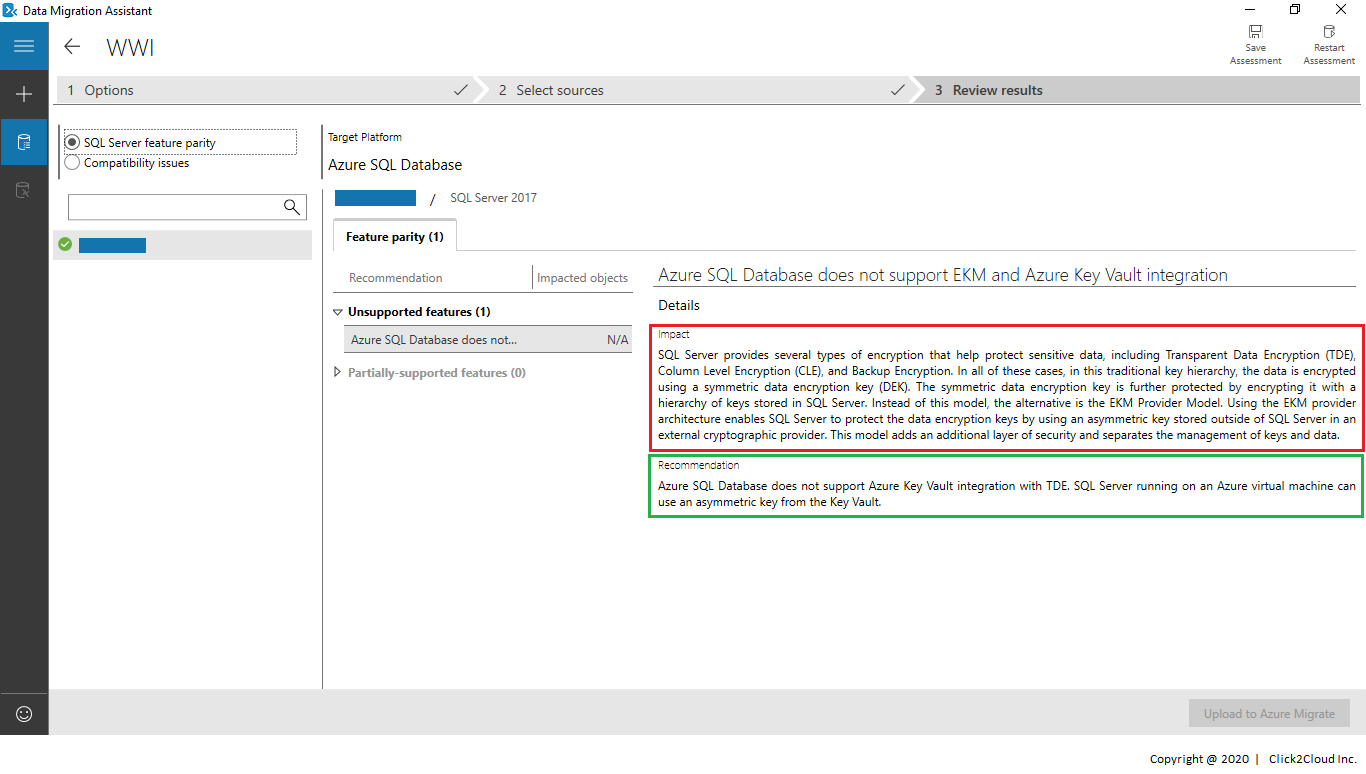 Data Migration Assistant
WWI
Save
Assessment
Restart
Assessment
1 Options
2 Select sources
3 Review results
SQL Server feature parity
Compatibility issues
Target Platform
Azure SQL Database
/ SQL Server 2017
Feature parity (1)
Recommendation
Impacted objects
Unsupported features (1)
Azure SQL Database does not...
N/A
Partially-supported features (0)
Azure SQL Database does not support EKM and Azure Key Vault integration
Details
Impact
SQL Server provides several types of encryption that help protect sensitive data, including Transparent Data Encryption (TDE),
Column Level Encryption (CLE), and Backup Encryption. In all of these cases, in this traditional key hierarchy, the data is encrypted
using a symmetric data encryption key (DEK). The symmetric data encryption key is further protected by encrypting it with a
hierarchy of keys stored in SQL Server. Instead of this model, the alternative is the EKM Provider Model. Using the EKM provider
architecture enables SQL Server to protect the data encryption keys by using an asymmetric key stored outside of SQL Server in an
external cryptographic provider. This model adds an additional layer of security and separates the management of keys and data.
Recommendation
Azure SQL Database does not support Azure Key Vault integration with TDE. SQL Server running on an Azure virtual machine can
use an asymmetric key from the Key Vault.
Upload to Azure Migrate
Copyright @ 2020 | Click2Cloud Inc.